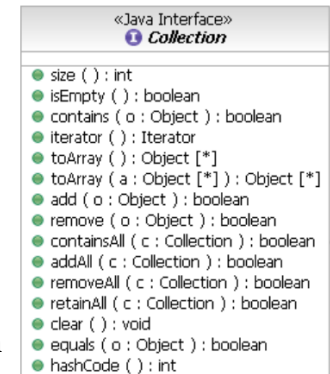 «Java Interface»
Collection
size ( ) : int
isEmpty ( ) : boolean
contains ( o : Object ) : boolean
iterator ( ) : Iterator
toArray ( ) : Object [*]
toArray ( a : Object [*] ) : Object [*]
add ( o : Object ) : boolean
remove ( o : Object ) : boolean
containsAll ( c : Collection ) : boolean
addAll ( c : Collection ) : boolean
removeAll ( c : Collection ) : boolean
retainAll ( c : Collection ) : boolean
clear ( ) : void
equals ( o : Object ) : boolean
hashCode ( ) : int